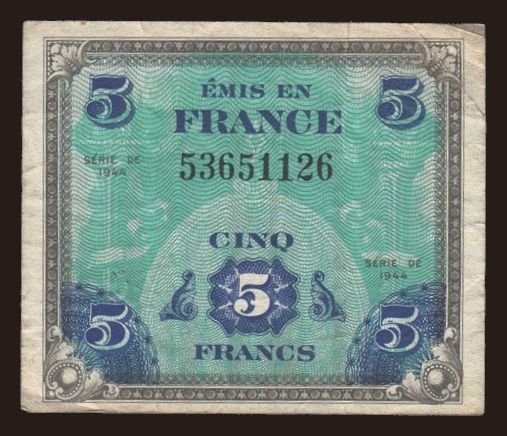 5 5
ÉMIS EN
FRANCE
SÉRIE DE
1944
53651126
CINQ
SÉRIE DE
1944
5
5 5
FRANCS